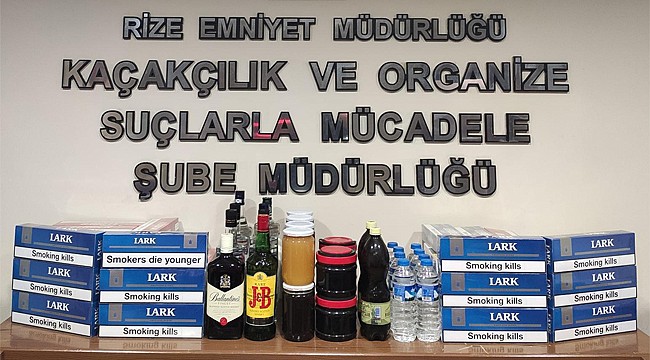 RİZE EMNİYET MÜDÜRLÜĞÜ
KAÇAKÇILIK VE ORGANİZE
SUÇLARLA MÜCADELE
ŞUBE MÜDÜRLÜĞÜ
LARK
Smoking kills
LARK
Smokers die younger
Smoking kills
LARK
Smoking kills
LARK
Smoking kills
LARK
Smoking kills
Ballantine's
J&B
LARK
Smoking kills
LARK
Smoking kills
LARK
Smoking kills
LARK
Smoking kills
LARK
Smoking kills
LARK
Smoking kills